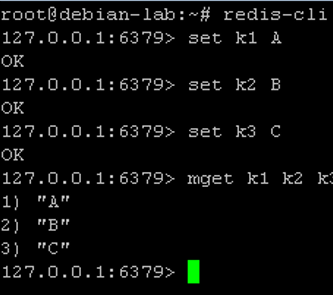 root@debian-lab:~# redis-cli
127.0.0.1:6379> set k1 A
OK
127.0.0.1:6379> set k2 B
OK
127.0.0.1:6379> set k3 C
OK
127.0.0.1:6379> mget k1 k2 k3
1) "A"
2) "B"
3) "C"
127.0.0.1:6379>